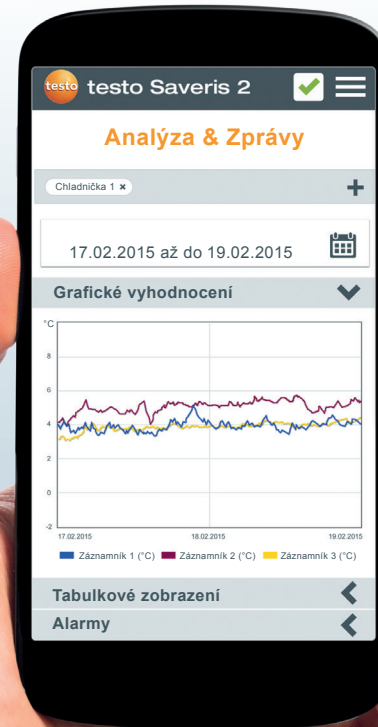 testo testo Saveris 2
Analýza & Zprávy
Chladnička 1 ×
17.02.2015 až do 19.02.2015
Grafické vyhodnocení
°C
8
6
4
2
0
-2
17.02.2015 18.02.2015 19.02.2015
Záznamník 1 (°C) Záznamník 2 (°C) Záznamník 3 (°C)
Tabulkové zobrazení
Alarmy